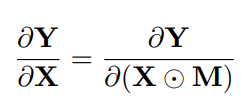 ∂Y/∂X = ∂Y/∂(X ⊙ M)